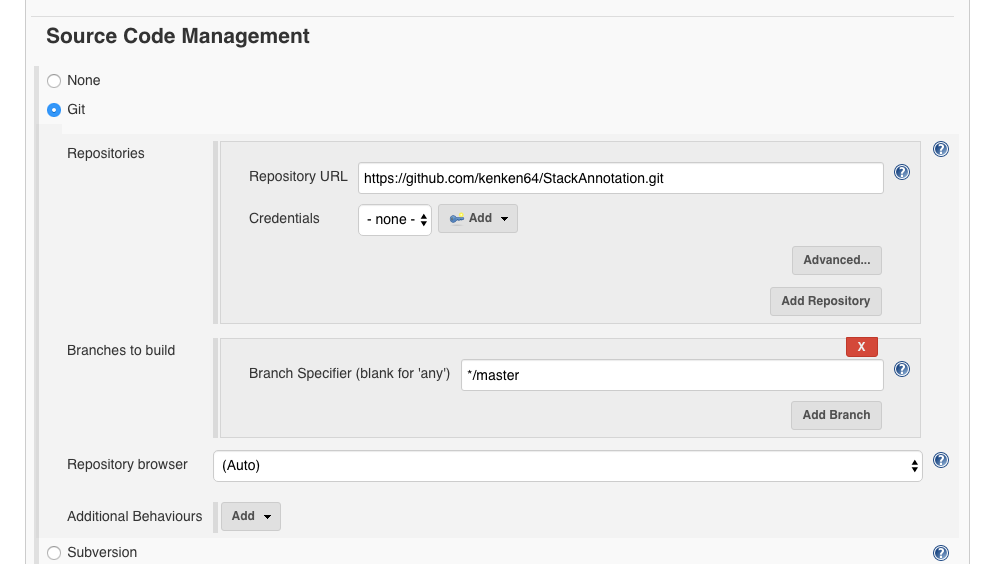 Source Code Management
None
Git
Repositories
Repository URL https://github.com/kenken64/StackAnnotation.git
Credentials - none - Add
Advanced...
Add Repository
Branches to build
X
Branch Specifier (blank for 'any') */master
Add Branch
Repository browser (Auto)
Additional Behaviours Add
Subversion